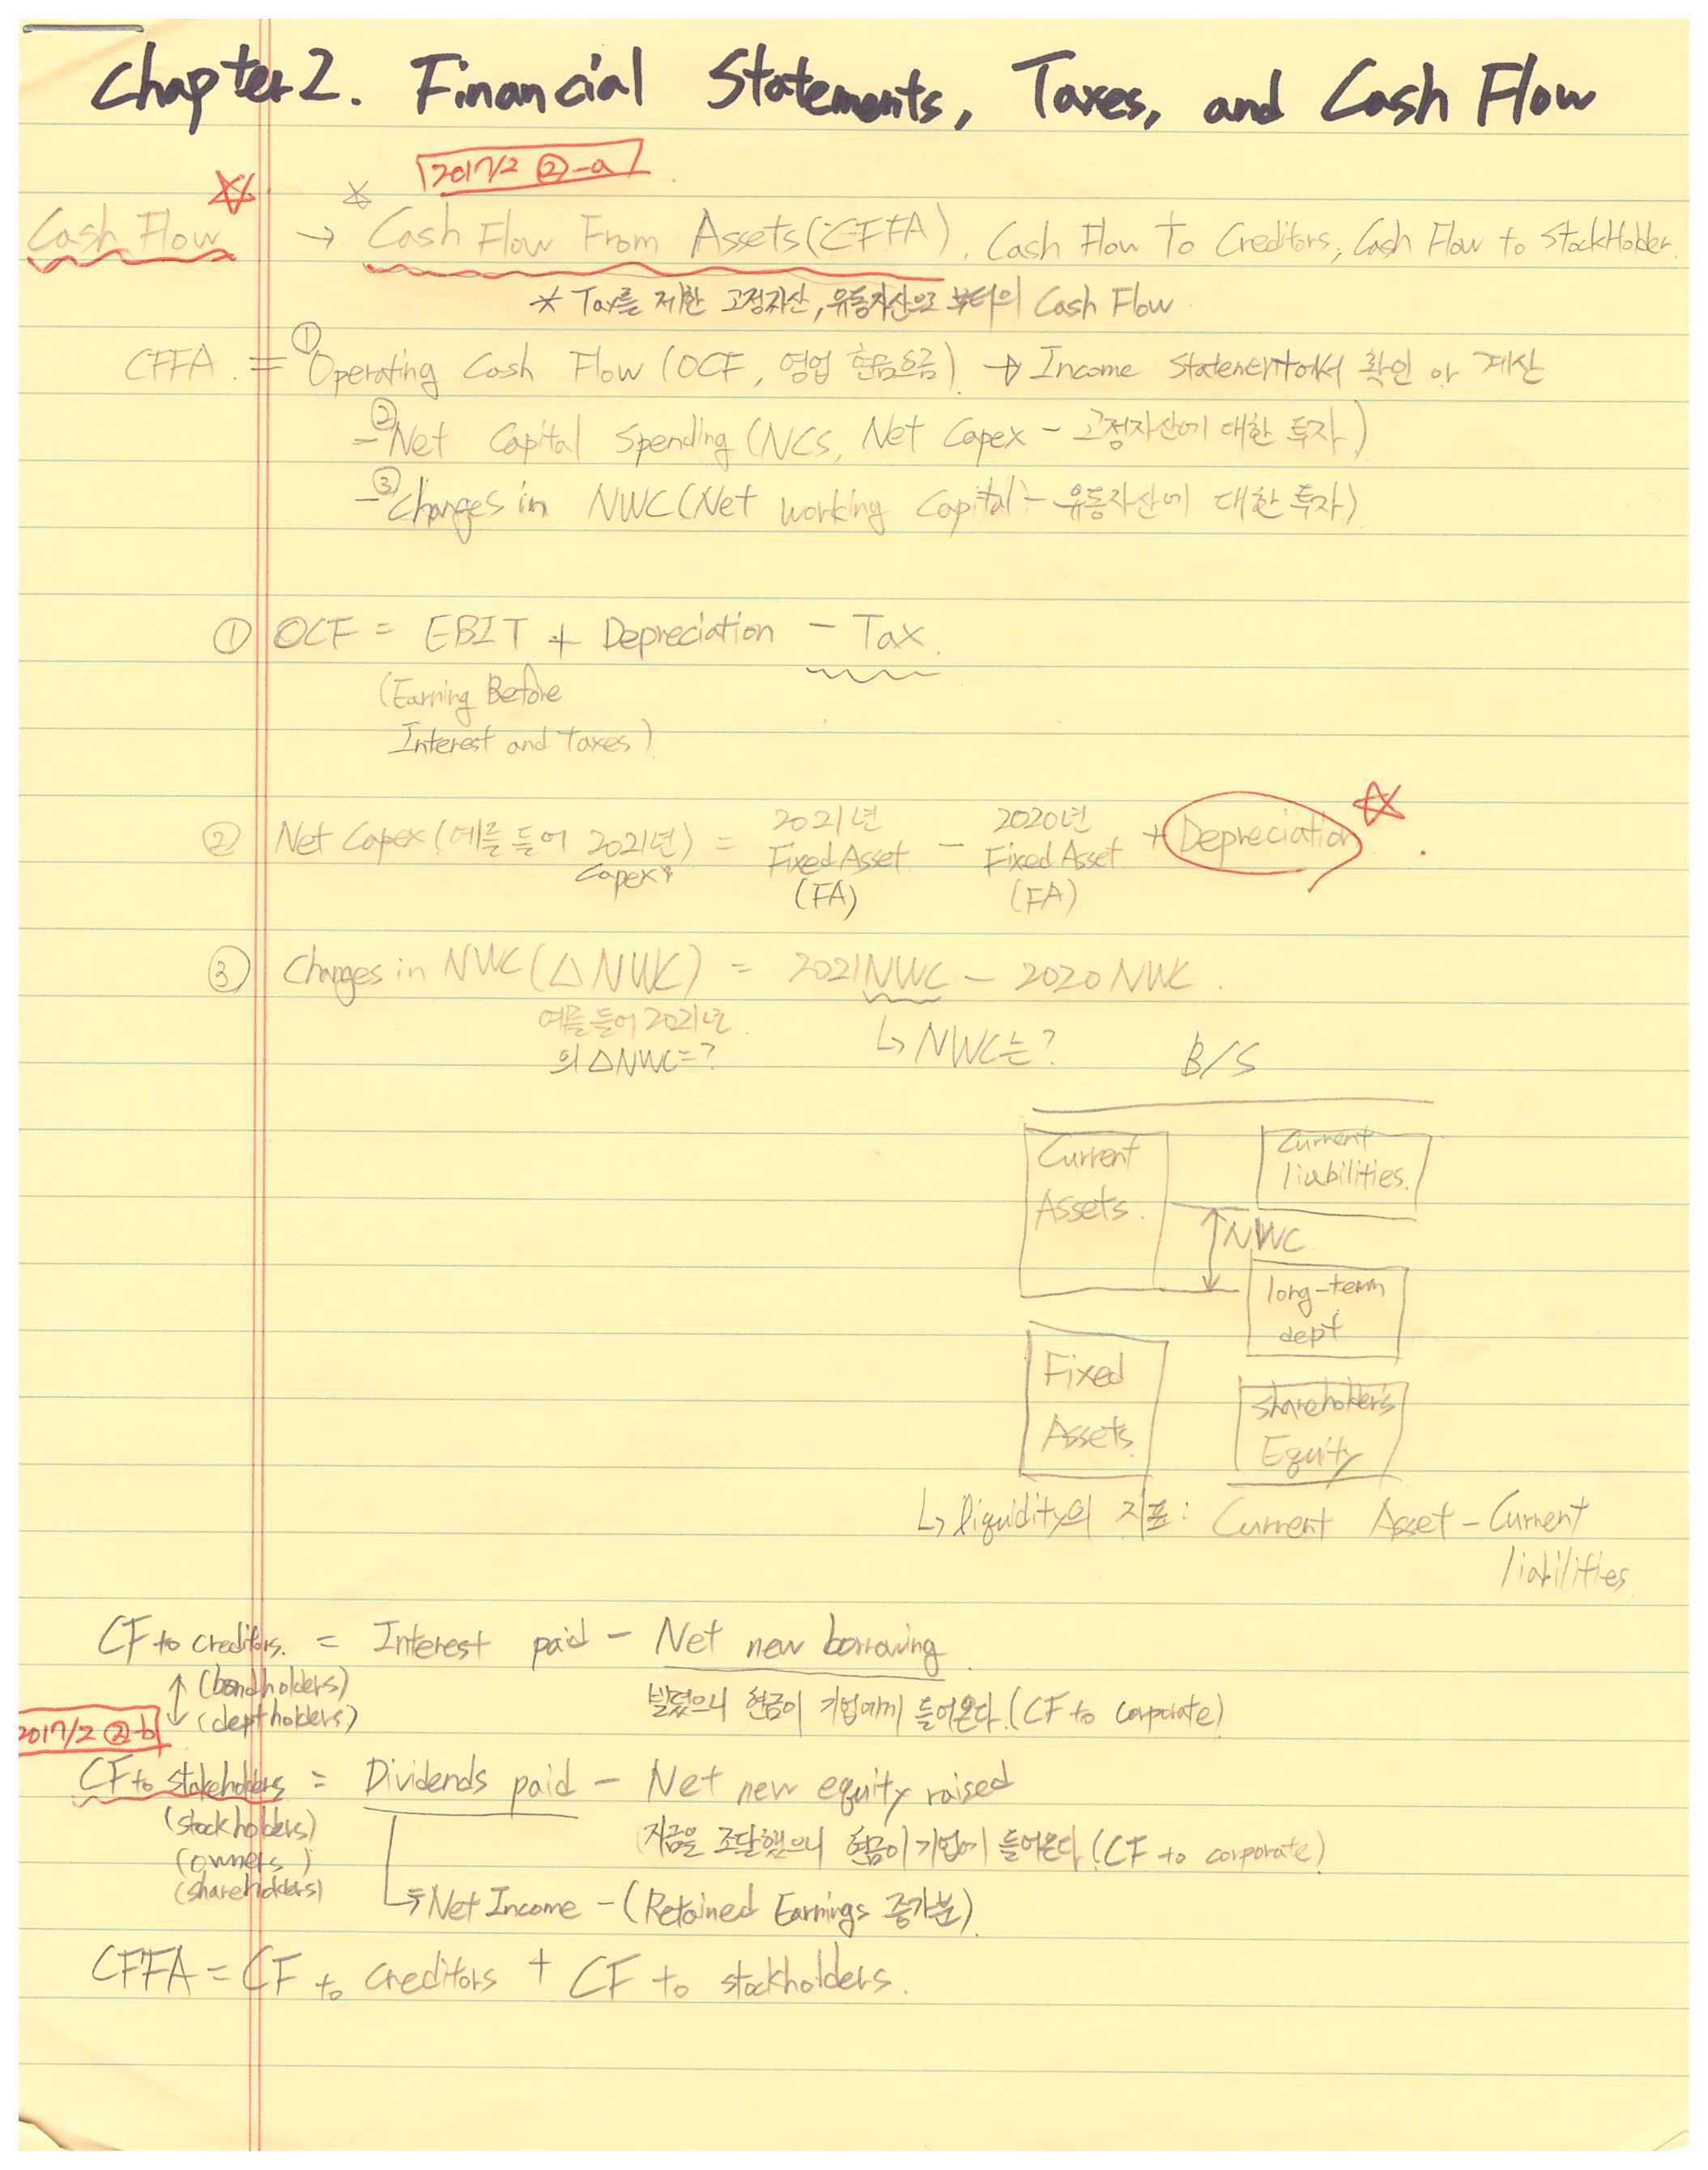 Chapter 2. Financial Statements, Taxes, and Cash Flow
2017/2 ②-a
Cash Flow → Cash Flow From Assets (CFFA), Cash Flow To Creditors, Cash Flow to StockHolder.
* Tax를 제한 고정자산, 유동자산으로부터의 Cash Flow
CFFA = ① Operating Cash Flow (OCF, 영업 현금흐름) → Income Statement에서 확인 or 계산
- ② Net Capital Spending (NCS, Net Capex - 고정자산에 대한 투자)
- ③ Changes in NWC (Net Working Capital) - 유동자산에 대한 투자)
① OCF = EBIT + Depreciation - Tax.
(Earning Before
Interest and Taxes)
② Net Capex (예를 들어 2021년) = 2021년 Fixed Asset (FA) - 2020년 Fixed Asset (FA) + Depreciation.
Capex
③ Changes in NWC (△NWC) = 2021 NWC - 2020 NWC.
예를 들어 2021년
의 △NWC=?
↳ NWC는?
B/S
Current
Assets.
Current
liabilities.
NWC
long-term
dept
Fixed
Assets.
shareholder's
Equity
↳ liquidity의 지표: Current Asset - Current
liabilities
CF to creditors. = Interest paid - Net new borrowing
(bondholders)
(deptholders)
빌렸으니 현금이 기업에게 들어온다. (CF to corporate)
2017/2 ②-b
CF to stakeholders = Dividends paid - Net new equity raised
(stockholders)
(owners)
(shareholders)
자금을 조달했으니 현금이 기업에 들어온다. (CF to corporate)
Net Income - (Retained Earnings 증가분)
CFFA = CF to creditors + CF to stockholders.